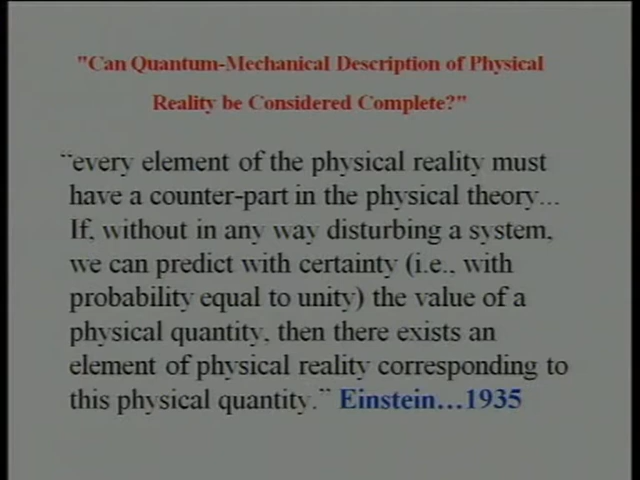 "Can Quantum-Mechanical Description of Physical
Reality be Considered Complete?"
"every element of the physical reality must
have a counter-part in the physical theory...
If, without in any way disturbing a system,
we can predict with certainty (i.e., with
probability equal to unity) the value of a
physical quantity, then there exists an
element of physical reality corresponding to
this physical quantity." Einstein...1935